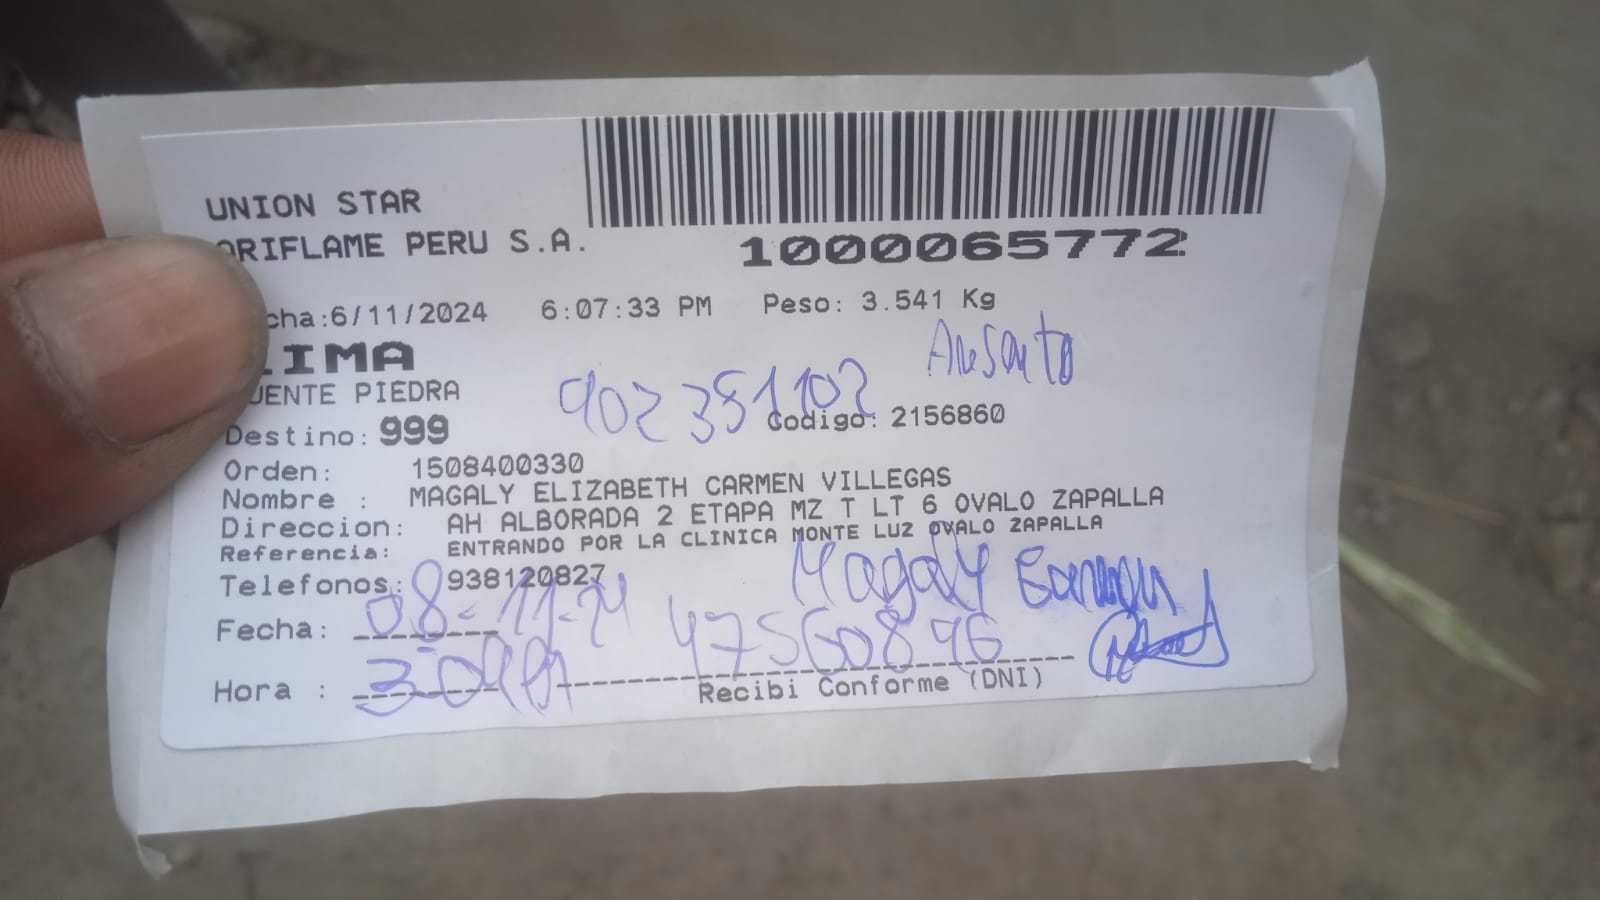 UNION STAR
ORIFLAME PERU S.A.
1000065772
Fecha:6/11/2024 6:07:33 PM Peso: 3.541 Kg
LIMA
PUENTE PIEDRA
902351102
Destino: 999 Codigo: 2156860
Orden: 1508400330
Nombre : MAGALY ELIZABETH CARMEN VILLEGAS
Direccion: AH ALBORADA 2 ETAPA MZ T LT 6 OVALO ZAPALLA
Referencia: ENTRANDO POR LA CLINICA MONTE LUZ OVALO ZAPALLA
Telefonos: 938120827
Magaly
Fecha: 08-11-24
47560896
Hora :
Recibi Conforme (DNI)